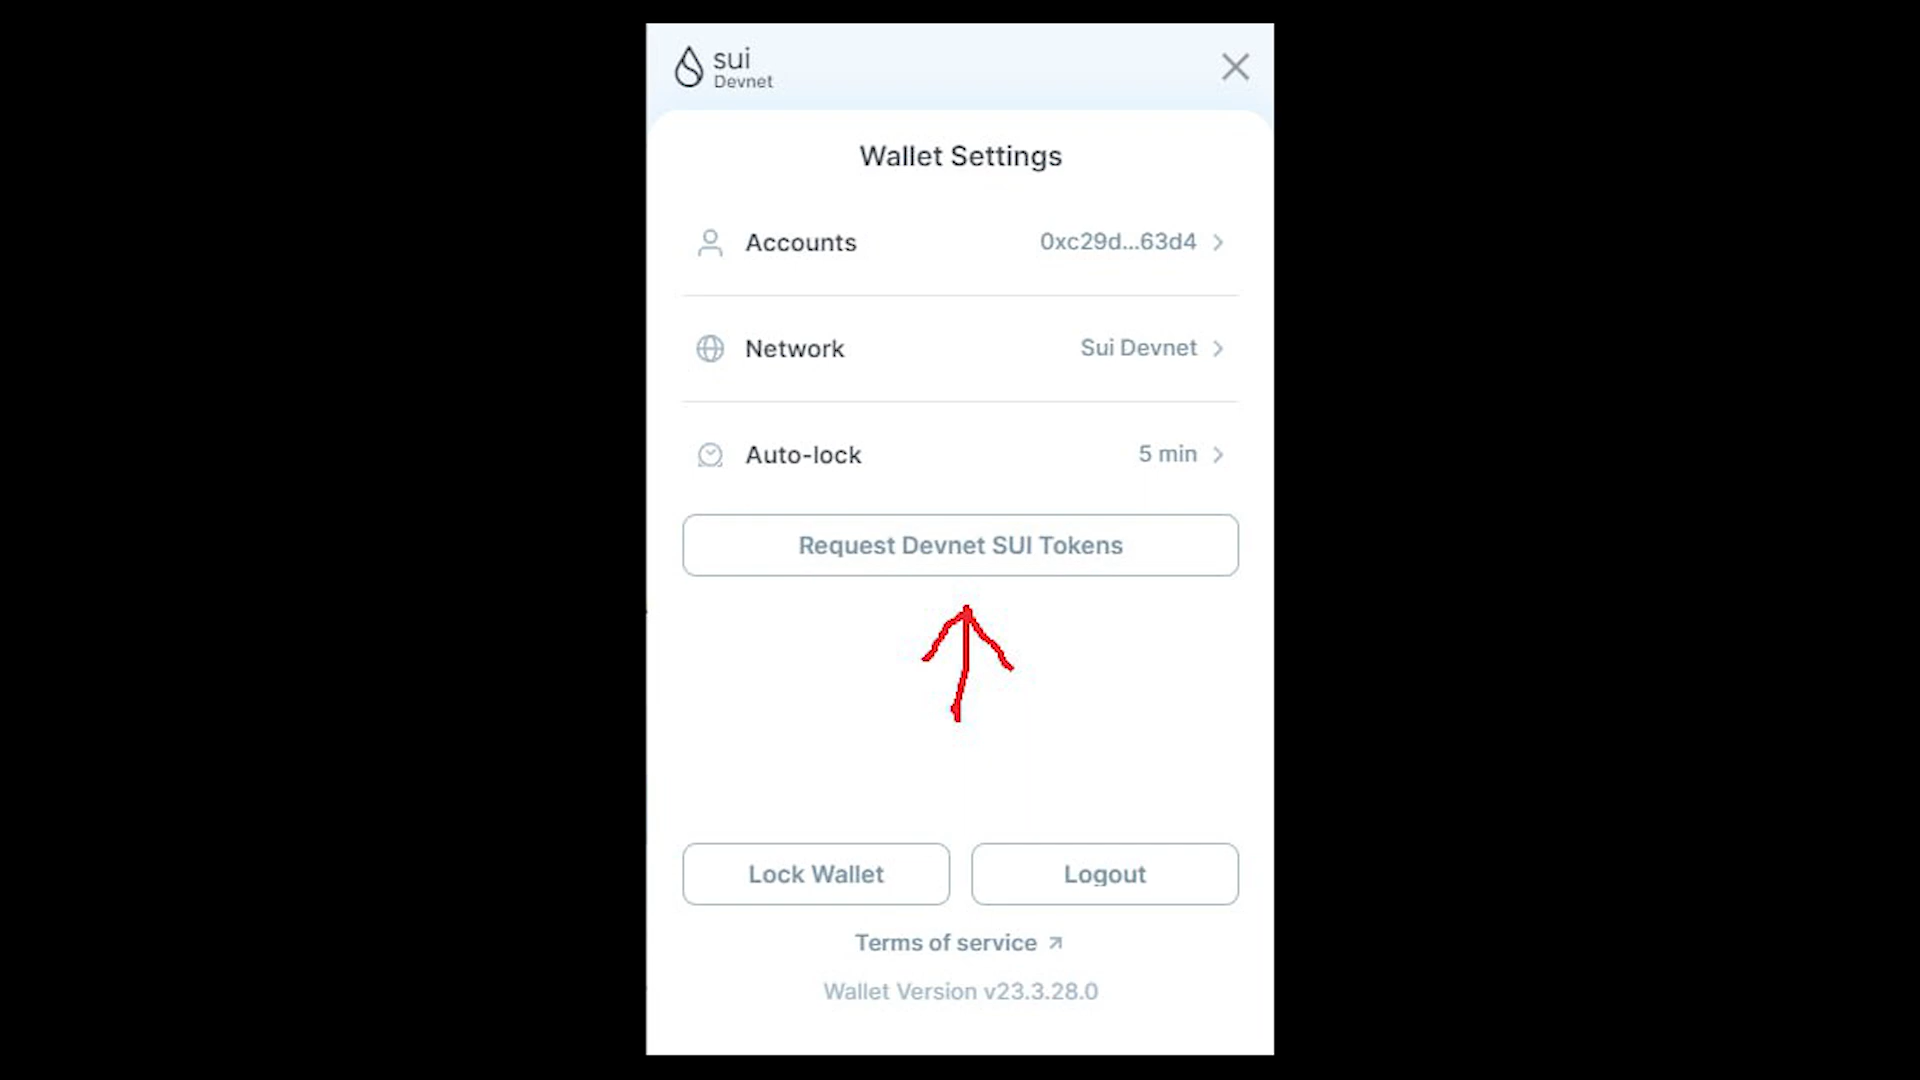 sui
Devnet
Wallet Settings
Accounts 0xc29d...63d4
Network Sui Devnet
Auto-lock 5 min
Request Devnet SUI Tokens
Lock Wallet Logout
Terms of service
Wallet Version v23.3.28.0